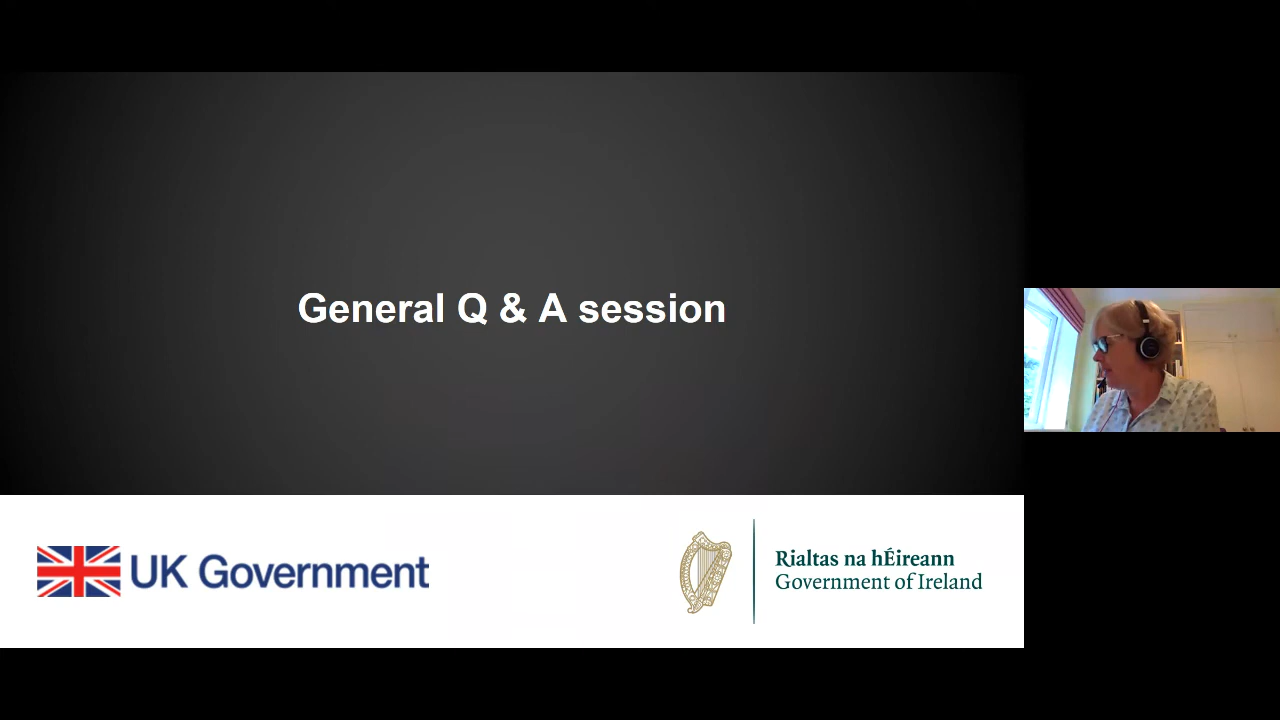 General Q & A session
UK Government
Rialtas na hÉireann
Government of Ireland